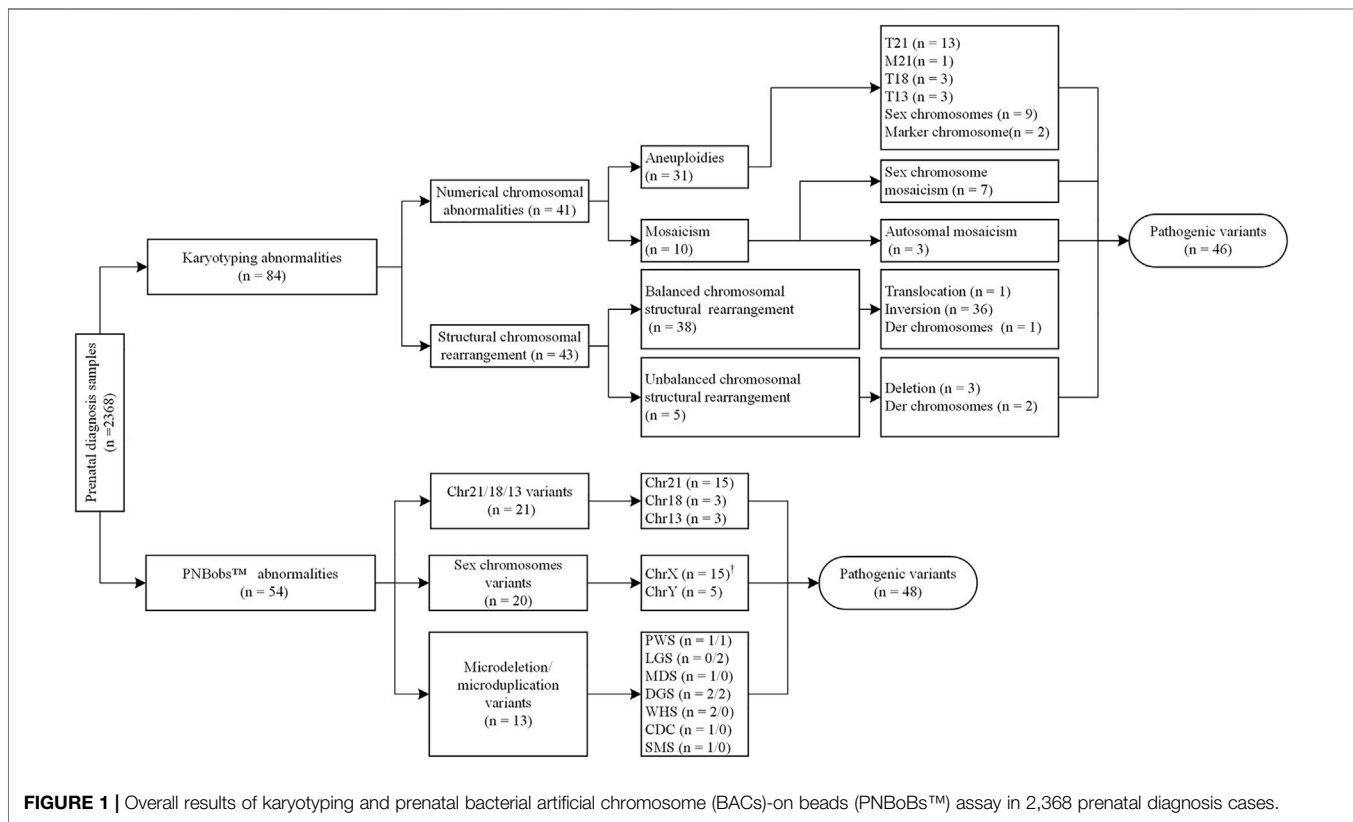 Prenatal diagnosis samples
(n =2368)
Karyotyping abnormalities
(n = 84)
Numerical chromosomal
abnormalities (n = 41)
Aneuploidies
(n = 31)
T21 (n = 13)
M21(n = 1)
T18 (n = 3)
T13 (n = 3)
Sex chromosomes (n = 9)
Marker chromosome(n = 2)
Mosaicism
(n = 10)
Sex chromosome
mosaicism (n = 7)
Autosomal mosaicism
(n = 3)
Structural chromosomal
rearrangement (n = 43)
Balanced chromosomal
structural rearrangement
(n = 38)
Translocation (n = 1)
Inversion (n = 36)
Der chromosomes (n = 1)
Unbalanced chromosomal
structural rearrangement
(n = 5)
Deletion (n = 3)
Der chromosomes (n = 2)
Pathogenic variants
(n = 46)
PNBobs™ abnormalities
(n = 54)
Chr21/18/13 variants
(n = 21)
Chr21 (n = 15)
Chr18 (n = 3)
Chr13 (n = 3)
Sex chromosomes
variants
(n = 20)
ChrX (n = 15)†
ChrY (n = 5)
Microdeletion/
microduplication
variants
(n = 13)
PWS (n = 1/1)
LGS (n = 0/2)
MDS (n = 1/0)
DGS (n = 2/2)
WHS (n = 2/0)
CDC (n = 1/0)
SMS (n = 1/0)
Pathogenic variants
(n = 48)
FIGURE 1 | Overall results of karyotyping and prenatal bacterial artificial chromosome (BACs)-on beads (PNBoBs™) assay in 2,368 prenatal diagnosis cases.